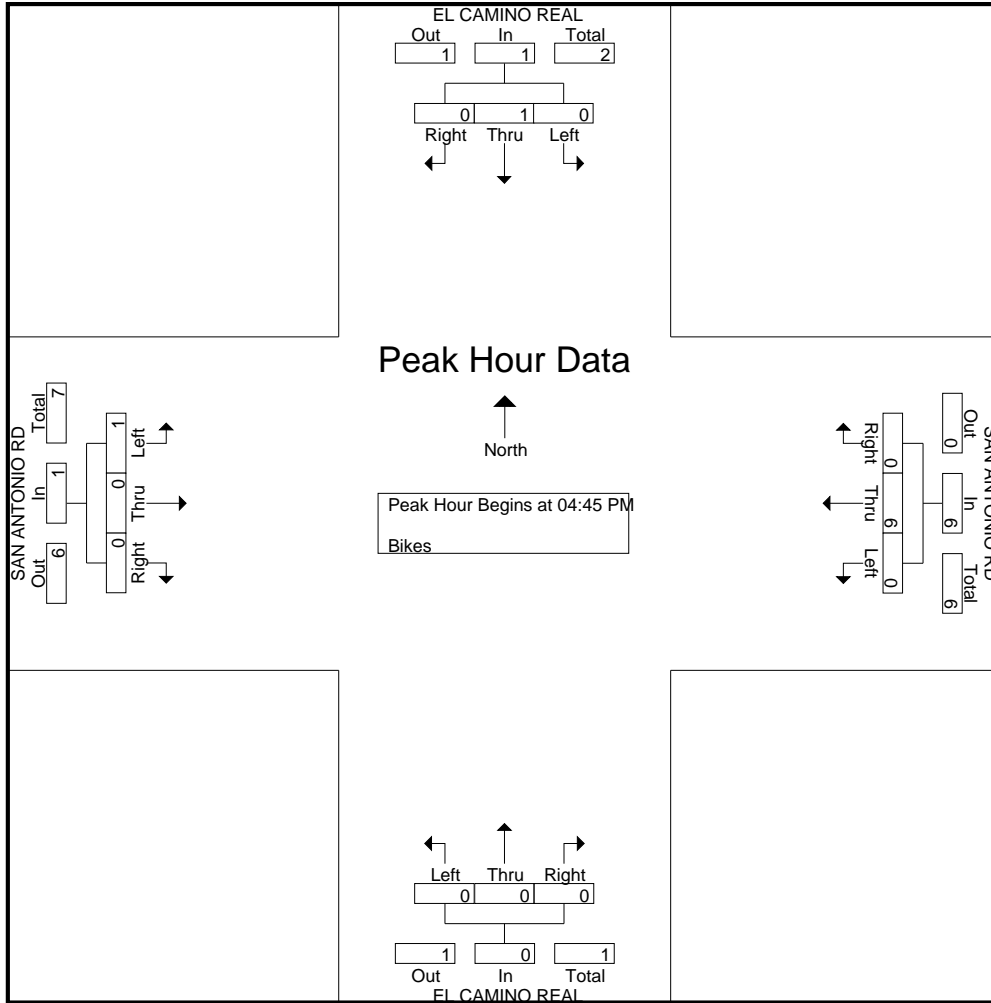 EL CAMINO REAL
Out In Total
1 1 2
0 1 0
Right Thru Left
Peak Hour Data
North
Peak Hour Begins at 04:45 PM
Bikes
SAN ANTONIO RD
Out In Total
6 1 7
Right Thru Left
0 0 1
SAN ANTONIO RD
Out In Total
0 6 6
Right Thru Left
0 6 0
Left Thru Right
0 0 0
1 0 1
Out In Total
EL CAMINO REAL